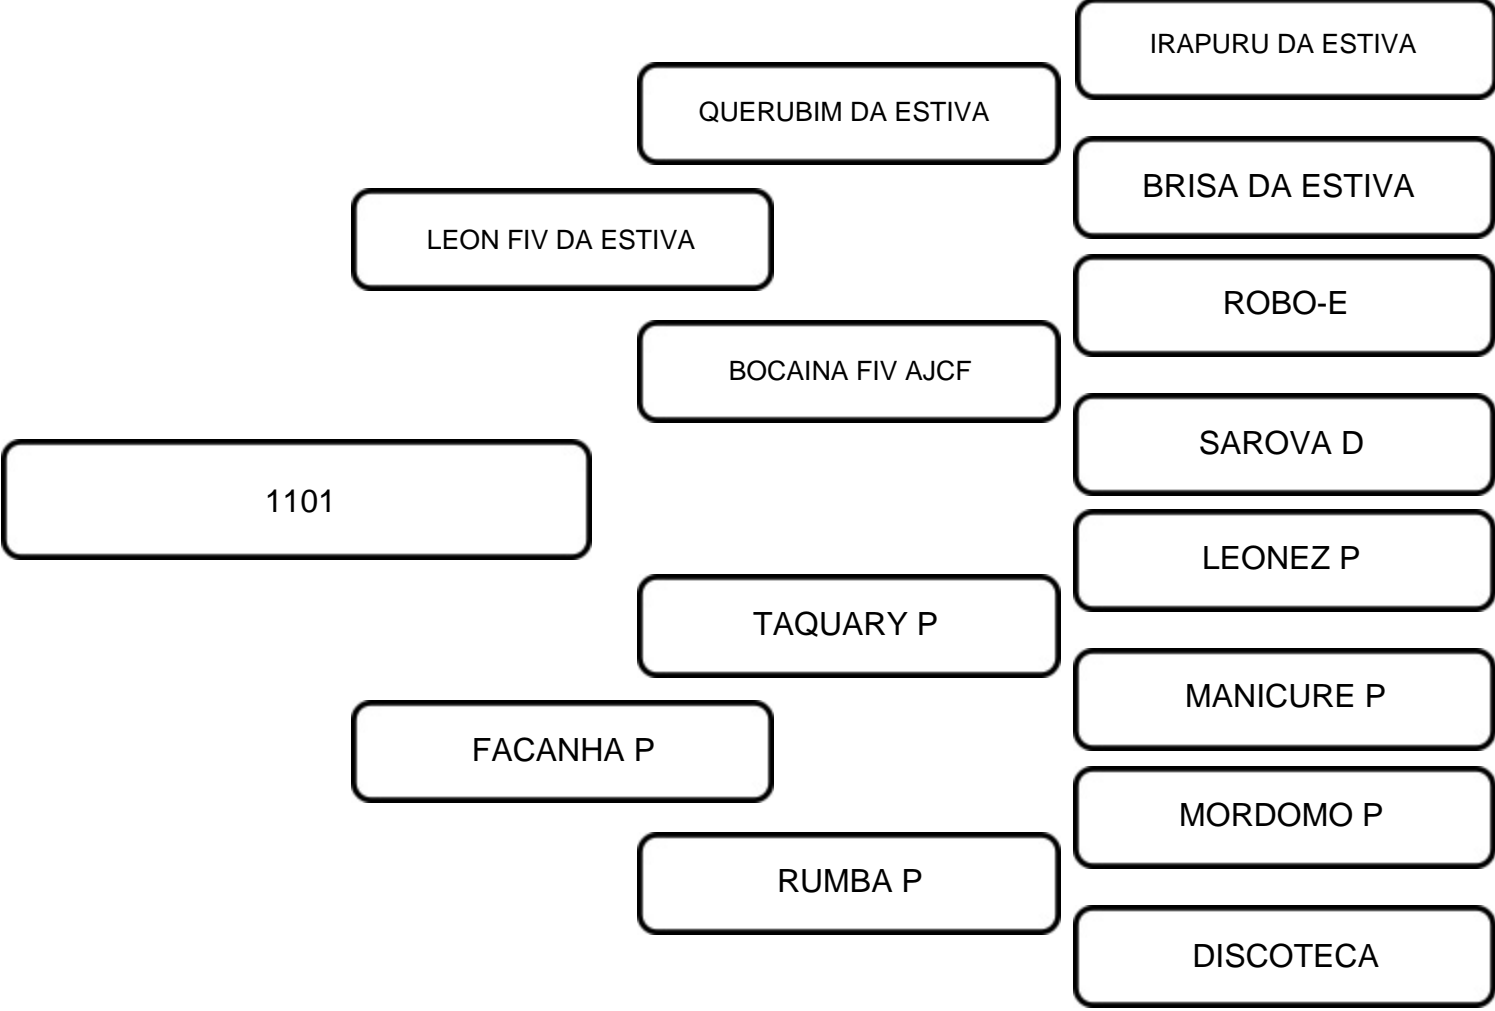 IRAPURU DA ESTIVA
QUERUBIM DA ESTIVA
BRISA DA ESTIVA
LEON FIV DA ESTIVA
ROBO-E
BOCAINA FIV AJCF
SAROVA D
1101
LEONEZ P
TAQUARY P
MANICURE P
FACANHA P
MORDOMO P
RUMBA P
DISCOTECA